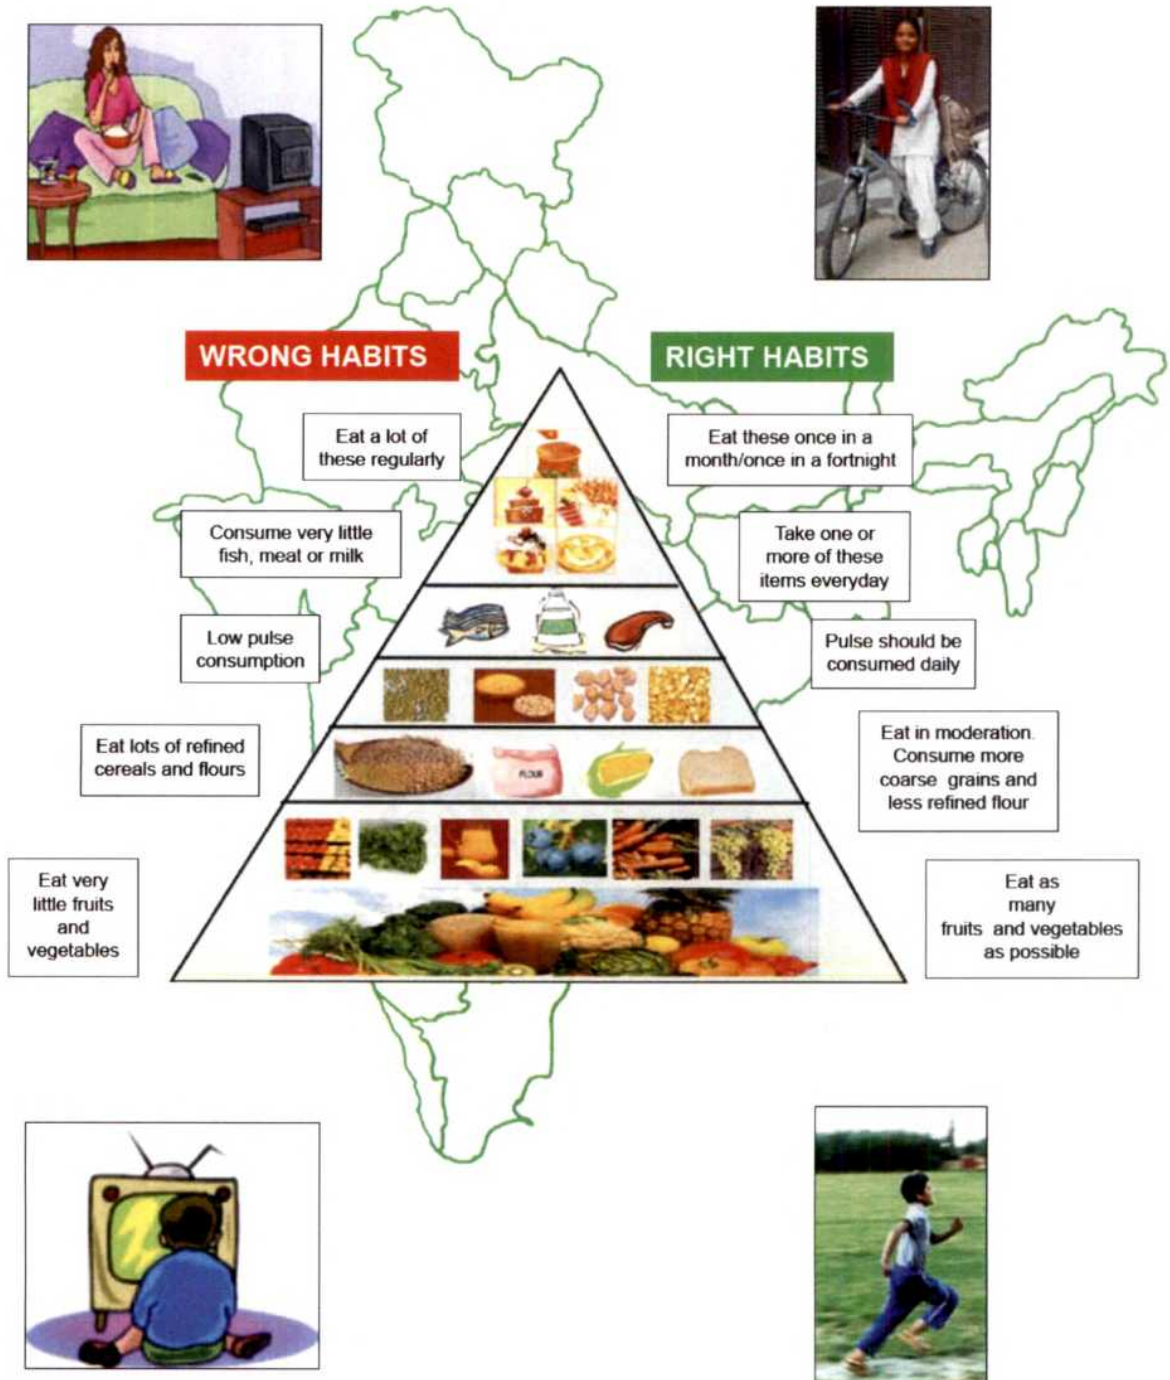 WRONG HABITS
RIGHT HABITS
Eat a lot of
these regularly
Eat these once in a
month/once in a fortnight
Consume very little
fish, meat or milk
Take one or
more of these
items everyday
Low pulse
consumption
Pulse should be
consumed daily
Eat lots of refined
cereals and flours
FLOUR
Eat in moderation.
Consume more
coarse grains and
less refined flour
Eat very
little fruits
and
vegetables
Eat as
many
fruits and vegetables
as possible